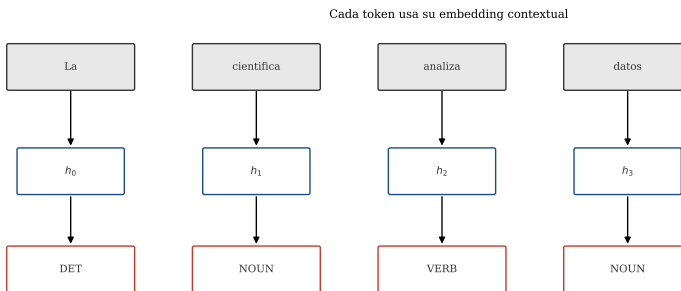 Cada token usa su embedding contextual
La cientifica analiza datos
h₀ h₁ h₂ h₃
DET NOUN VERB NOUN